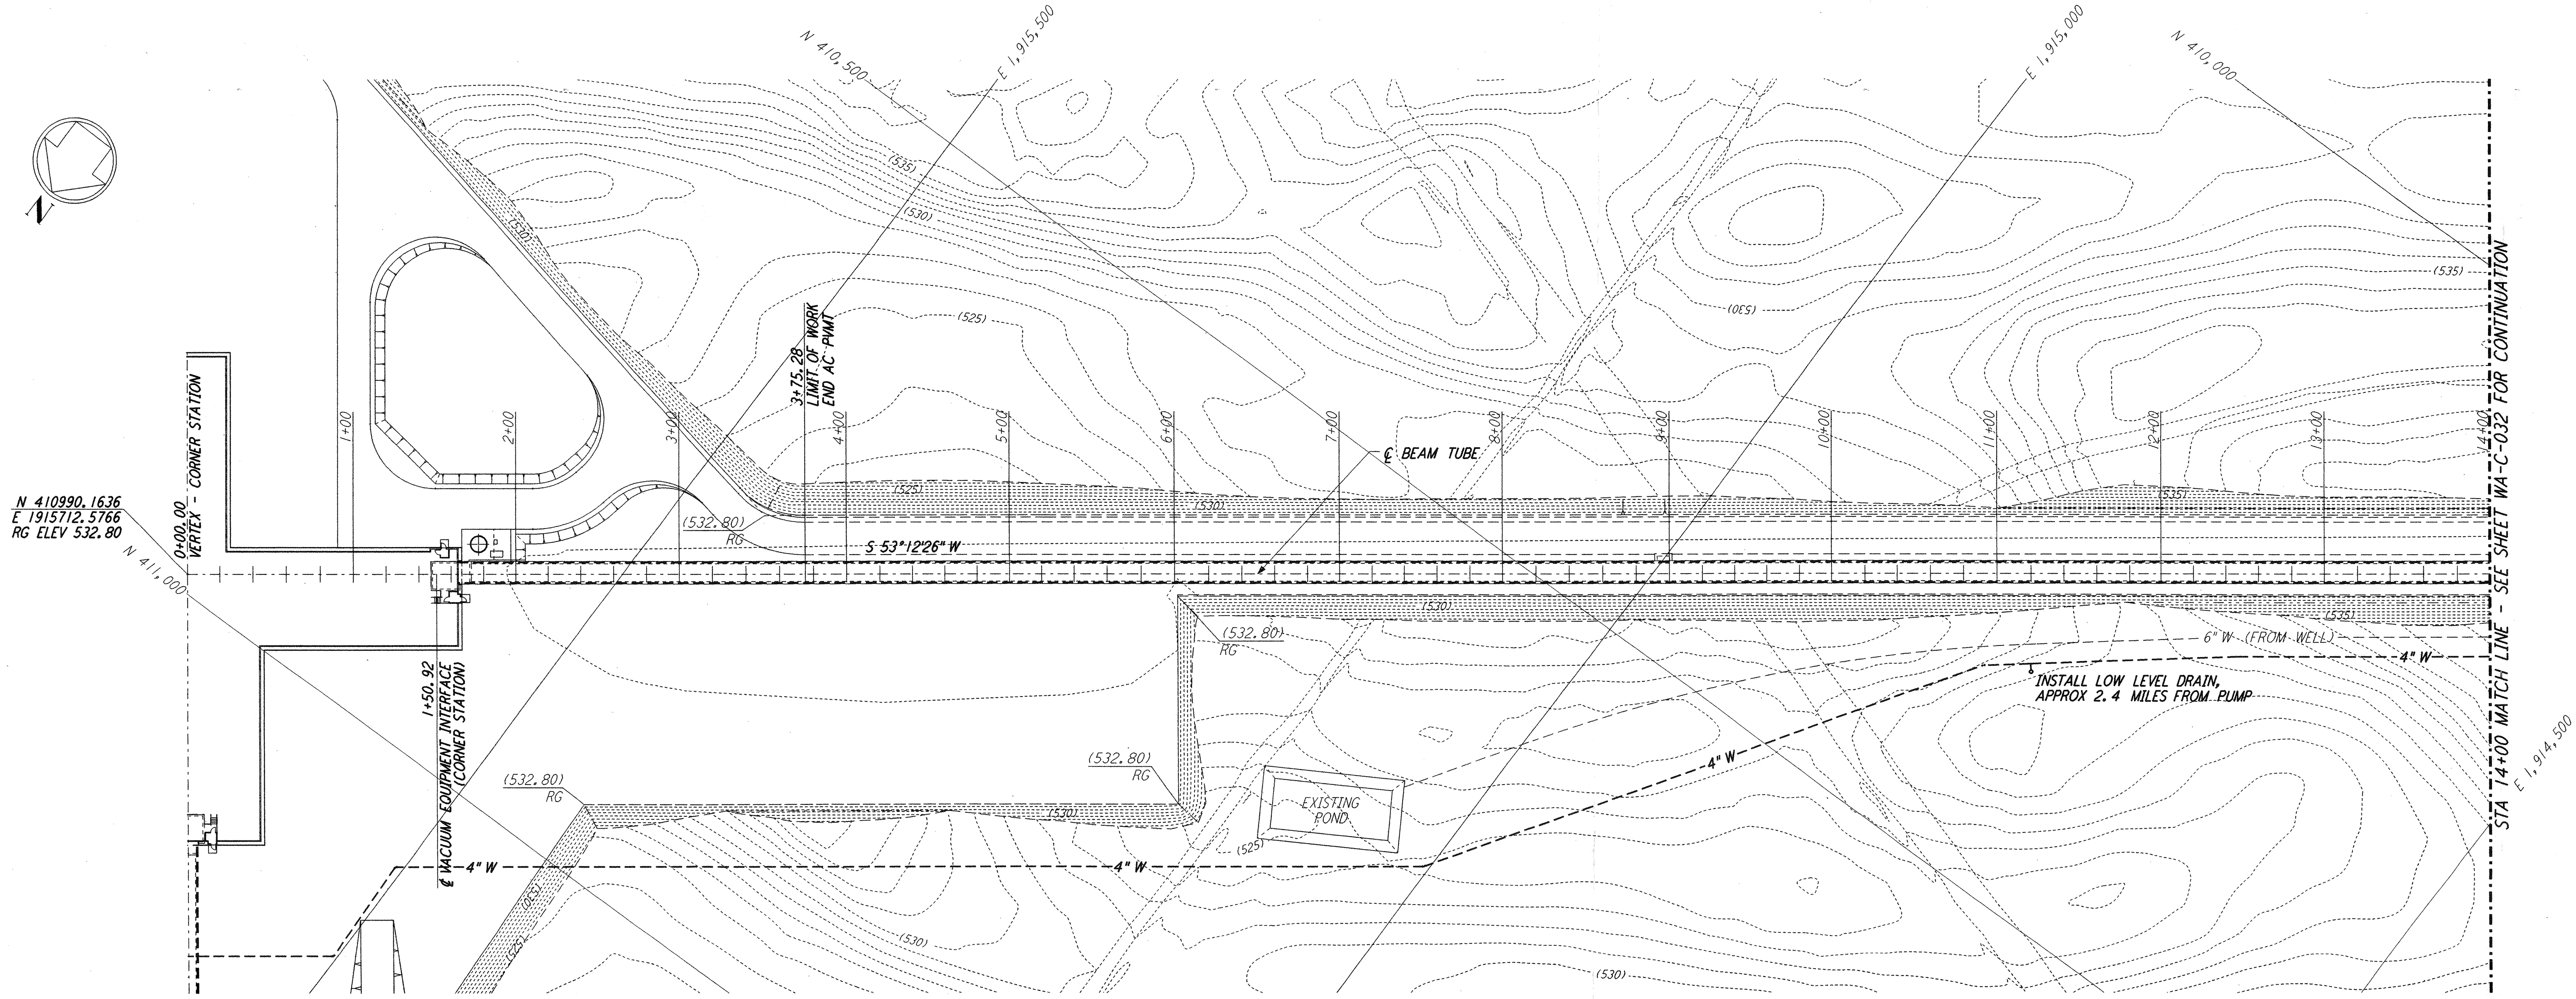 N 410,500
E 1,915,500
E 1,915,000
N 410,000
N
(535)
(530)
(530)
(525)
(535)
(530)
3+75.28
LIMIT OF WORK
END AC PVMT
0+00.00
VERTEX - CORNER STATION
1+00
2+00
3+00
4+00
5+00
6+00
7+00
8+00
9+00
10+00
11+00
12+00
13+00
14+00
℄ BEAM TUBE
N 410990.1636
E 1915712.5766
RG ELEV 532.80
N 411,000
(525)
(530)
(535)
(532.80)
RG
S 53°12'26" W
(530)
(535)
(532.80)
RG
6" W (FROM WELL)
4" W
INSTALL LOW LEVEL DRAIN,
APPROX 2.4 MILES FROM PUMP
1+50.92
℄ VACUUM EQUIPMENT INTERFACE
(CORNER STATION)
(532.80)
RG
(532.80)
RG
4" W
EXISTING
POND
(530)
(525)
4" W
4" W
(530)
(525)
(530)
(530)
STA 14+00 MATCH LINE - SEE SHEET WA-C-032 FOR CONTINUATION
E 1,914,500